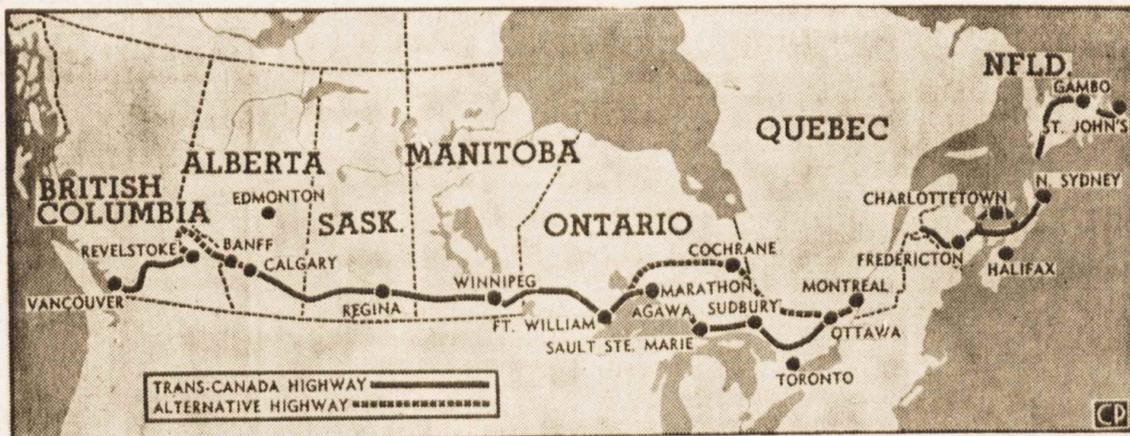 NFLD.
GAMBO
ST. JOHN'S
QUEBEC
ALBERTA
MANITOBA
BRITISH
COLUMBIA
EDMONTON
SASK.
ONTARIO
N. SYDNEY
CHARLOTTETOWN
REVELSTOKE
BANFF
CALGARY
COCHRANE
FREDERICTON
HALIFAX
VANCOUVER
REGINA
WINNIPEG
MARATHON
MONTREAL
FT. WILLIAM
AGAWA
SUDBURY
OTTAWA
SAULT STE. MARIE
TORONTO
TRANS-CANADA HIGHWAY
ALTERNATIVE HIGHWAY
CP